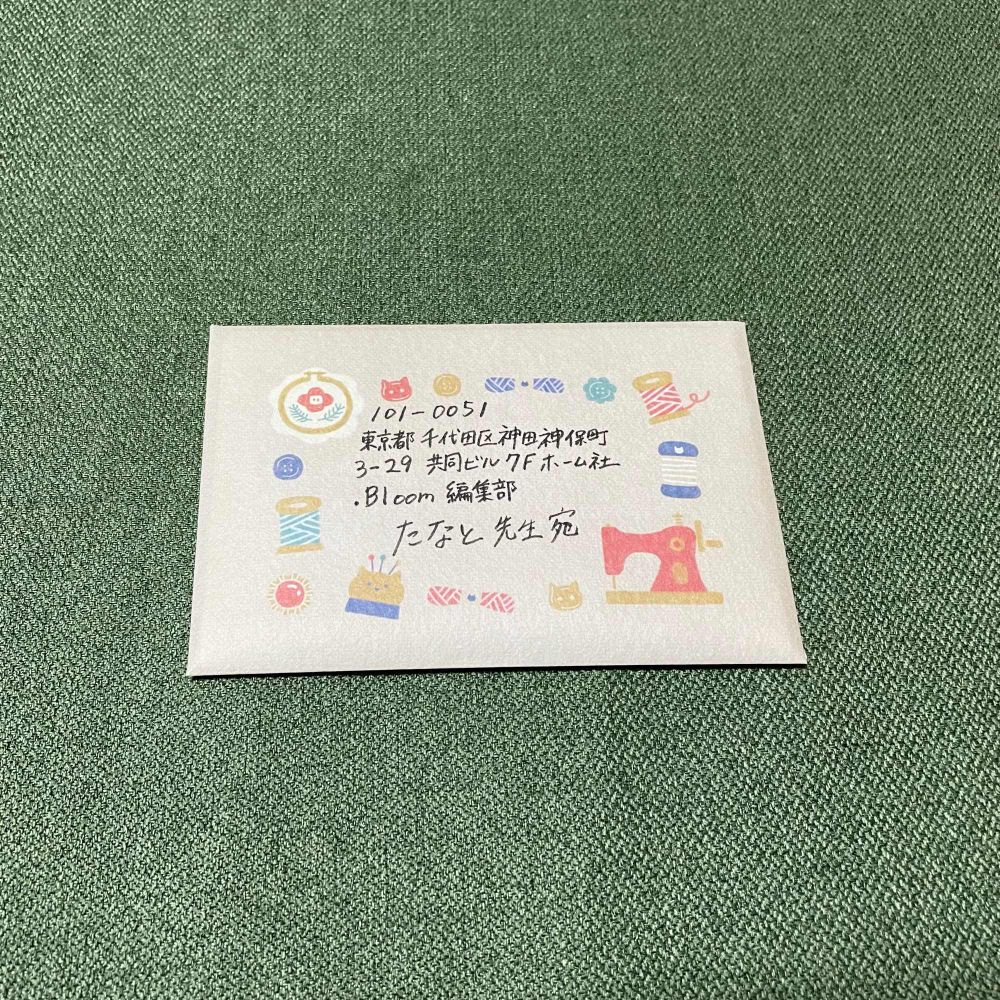 101-0051
東京都千代田区神田神保町
3-29 共同ビル7Fホーム社
.Bloom 編集部
たなと先生宛